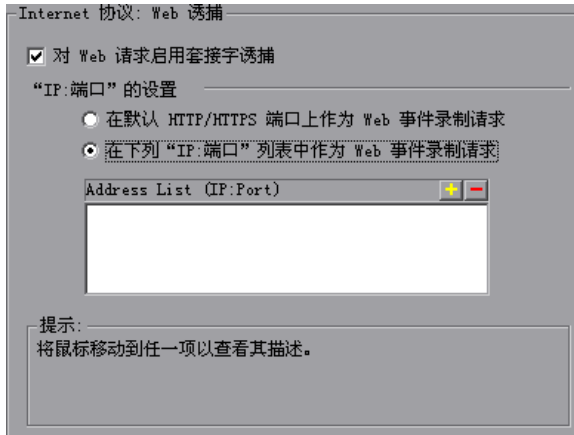 Internet 协议: Web 诱捕
对 Web 请求启用套接字诱捕
“IP:端口”的设置
在默认 HTTP/HTTPS 端口上作为 Web 事件录制请求
在下列“IP:端口”列表中作为 Web 事件录制请求
Address List (IP:Port)
提示:
将鼠标移动到任一项以查看其描述。